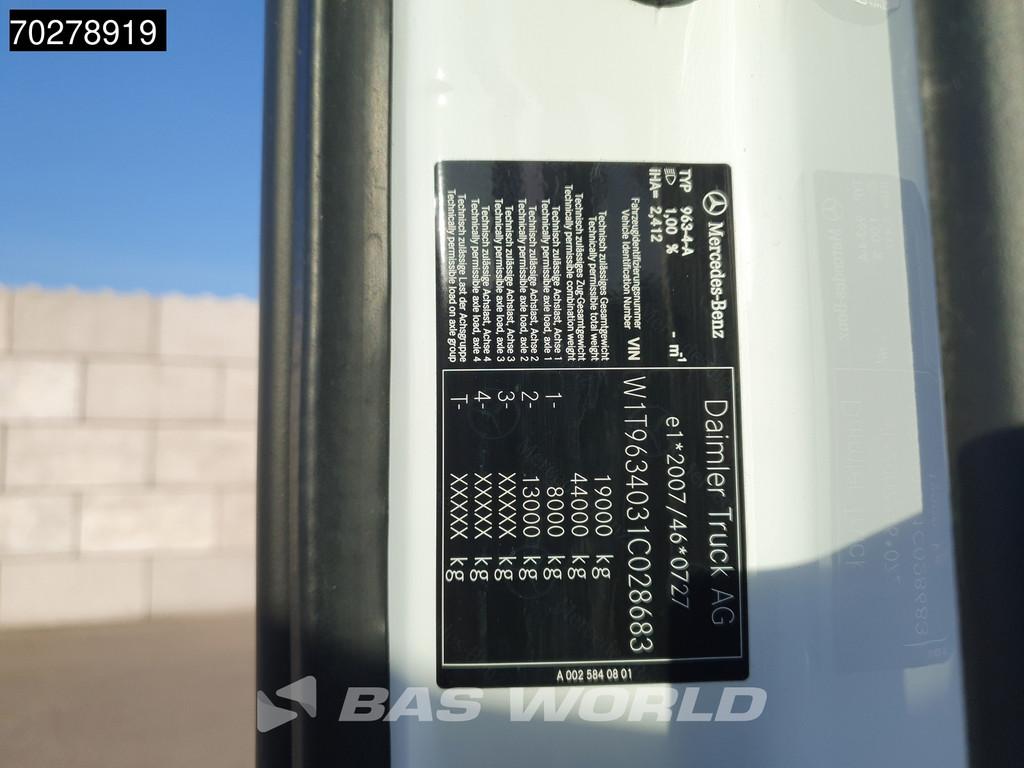 70278919
Mercedes-Benz
Daimler Truck AG
TYP 963-4-A
e1*2007/46*0727
1,00 % - m⁻¹
IHA= 2,412
Fahrzeugidentifizierungsnummer
Vehicle Identification Number VIN
W1T9634031C028683
Technisch zulässiges Gesamtgewicht
Technically permissible total weight
19000 kg
Technisch zulässiges Zug-Gesamtgewicht
Technically permissible combination weight
44000 kg
Technisch zulässige Achslast, Achse 1
Technically permissible axle load, axle 1
1- 8000 kg
Technisch zulässige Achslast, Achse 2
Technically permissible axle load, axle 2
2- 13000 kg
Technisch zulässige Achslast, Achse 3
Technically permissible axle load, axle 3
3- XXXXX kg
Technisch zulässige Achslast, Achse 4
Technically permissible axle load, axle 4
4- XXXXX kg
Technisch zulässige Last der Achsgruppe
Technically permissible load on axle group
T- XXXXX kg
A 002 584 08 01
BAS WORLD